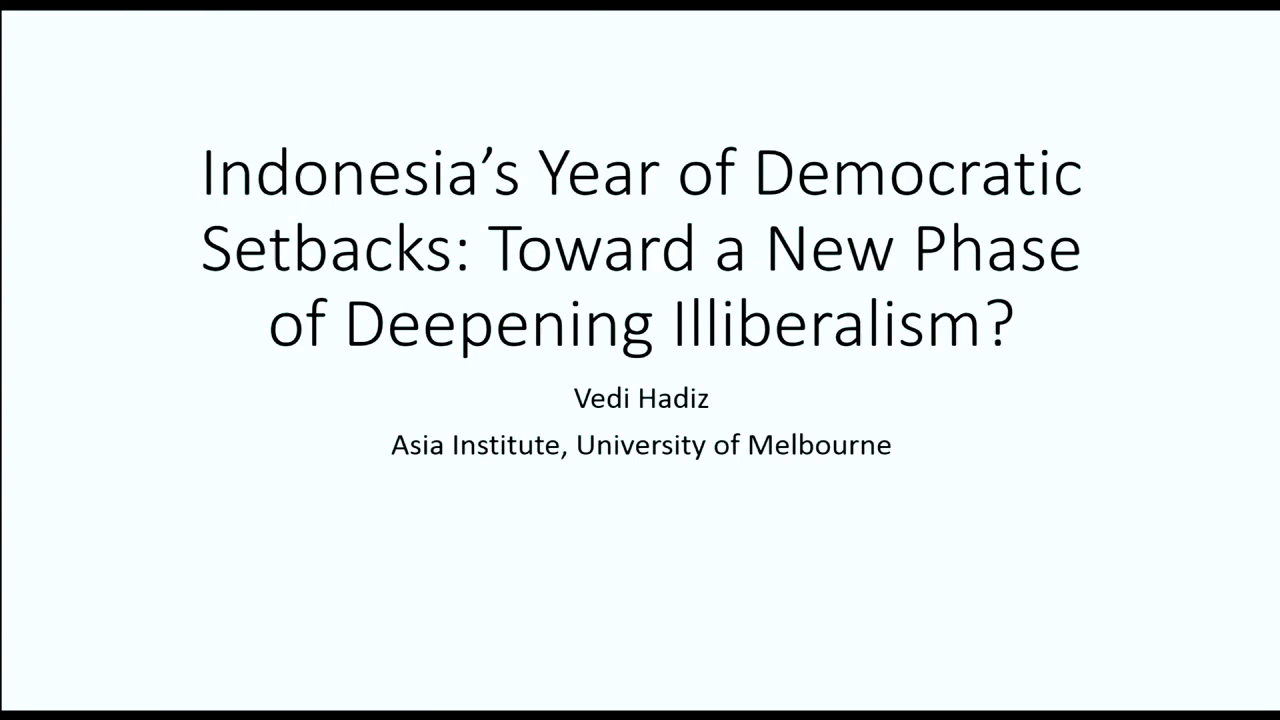 Indonesia’s Year of Democratic
Setbacks: Toward a New Phase
of Deepening Illiberalism?
Vedi Hadiz
Asia Institute, University of Melbourne